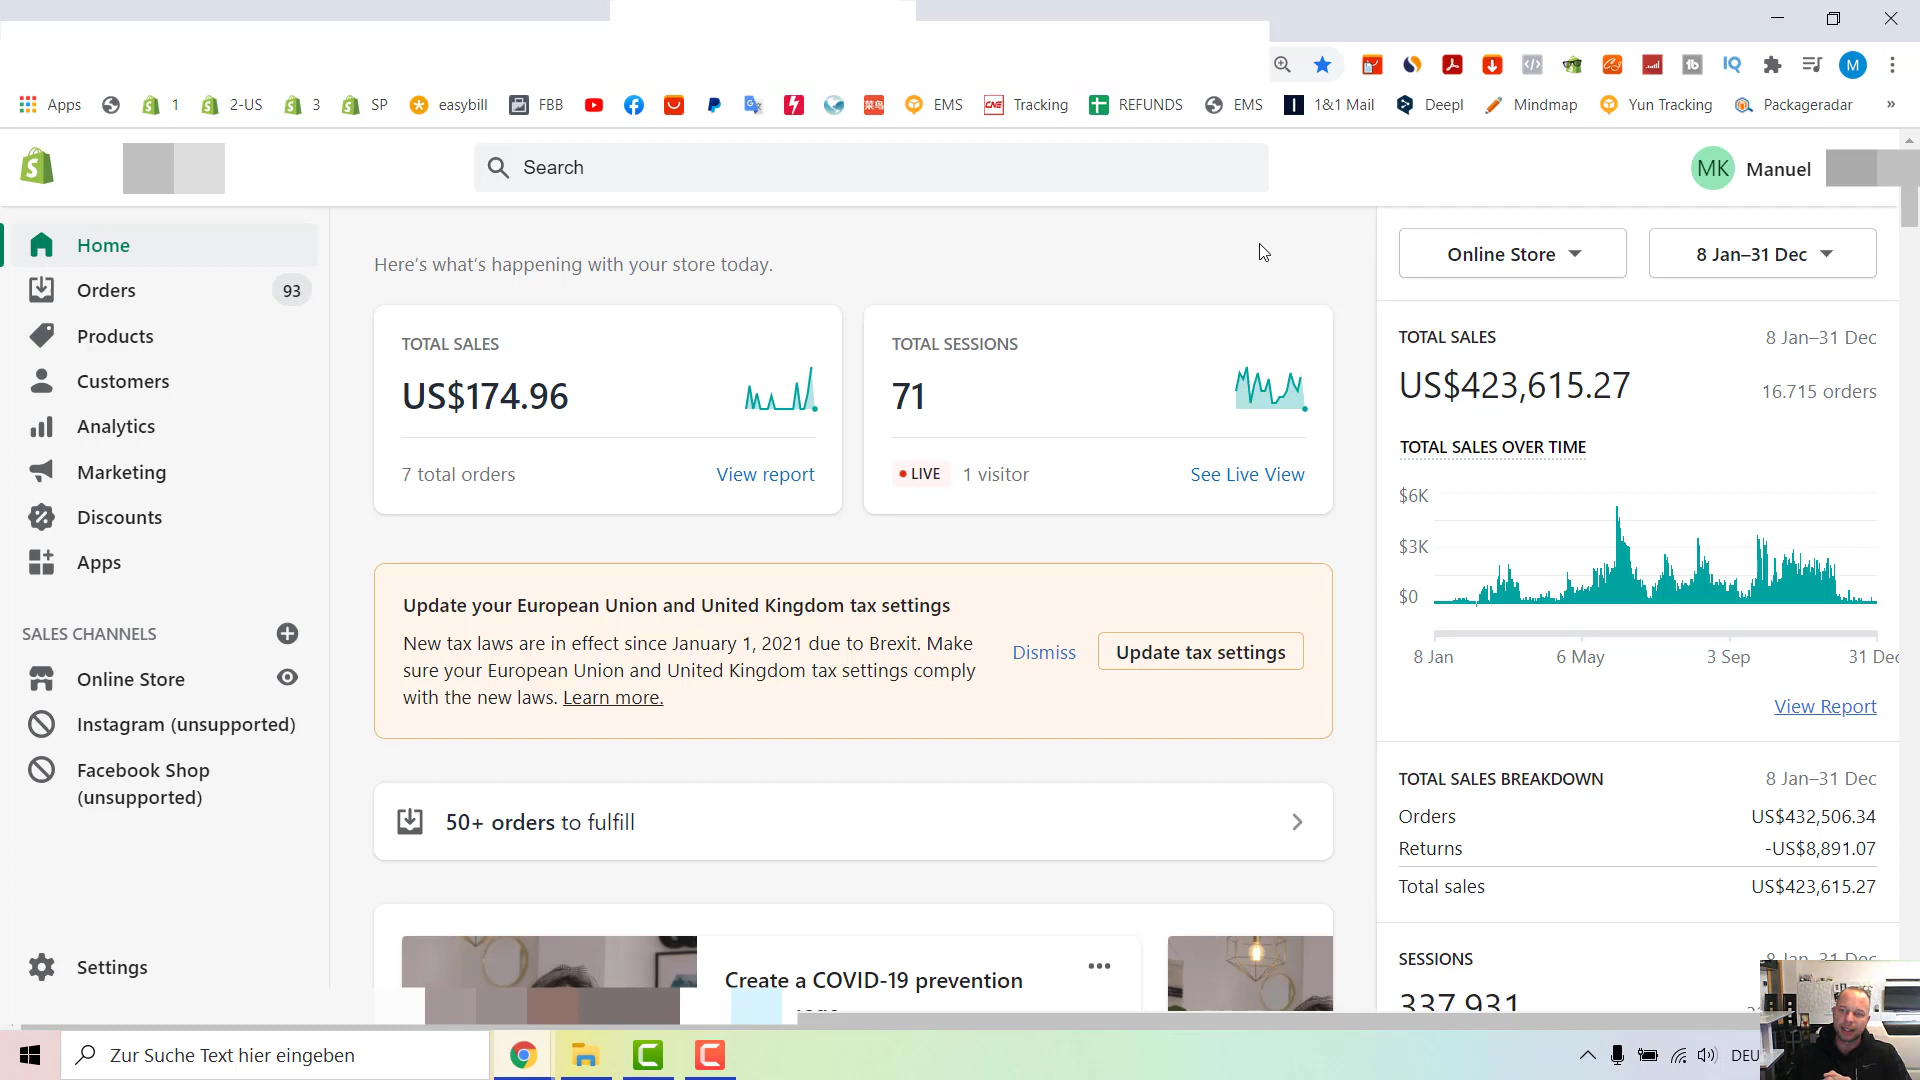 Apps
1
2-US
3
SP
easybill
FBB
EMS
CNE
Tracking
REFUNDS
EMS
1&1 Mail
Deepl
Mindmap
Yun Tracking
Packageradar
»
M
Search
MK
Manuel
Home
Orders
93
Products
Customers
Analytics
Marketing
Discounts
Apps
SALES CHANNELS
Online Store
Instagram (unsupported)
Facebook Shop
(unsupported)
Settings
Here's what's happening with your store today.
TOTAL SALES
US$174.96
7 total orders
View report
TOTAL SESSIONS
71
LIVE
1 visitor
See Live View
Update your European Union and United Kingdom tax settings
New tax laws are in effect since January 1, 2021 due to Brexit. Make
sure your European Union and United Kingdom tax settings comply
with the new laws. Learn more.
Dismiss
Update tax settings
50+ orders to fulfill
Create a COVID-19 prevention
Online Store
8 Jan–31 Dec
TOTAL SALES
8 Jan–31 Dec
US$423,615.27
16.715 orders
TOTAL SALES OVER TIME
$6K
$3K
$0
8 Jan
6 May
3 Sep
31 Dec
View Report
TOTAL SALES BREAKDOWN
8 Jan–31 Dec
Orders
US$432,506.34
Returns
-US$8,891.07
Total sales
US$423,615.27
SESSIONS
8 Jan–31 Dec
337,931
Zur Suche Text hier eingeben
DEU